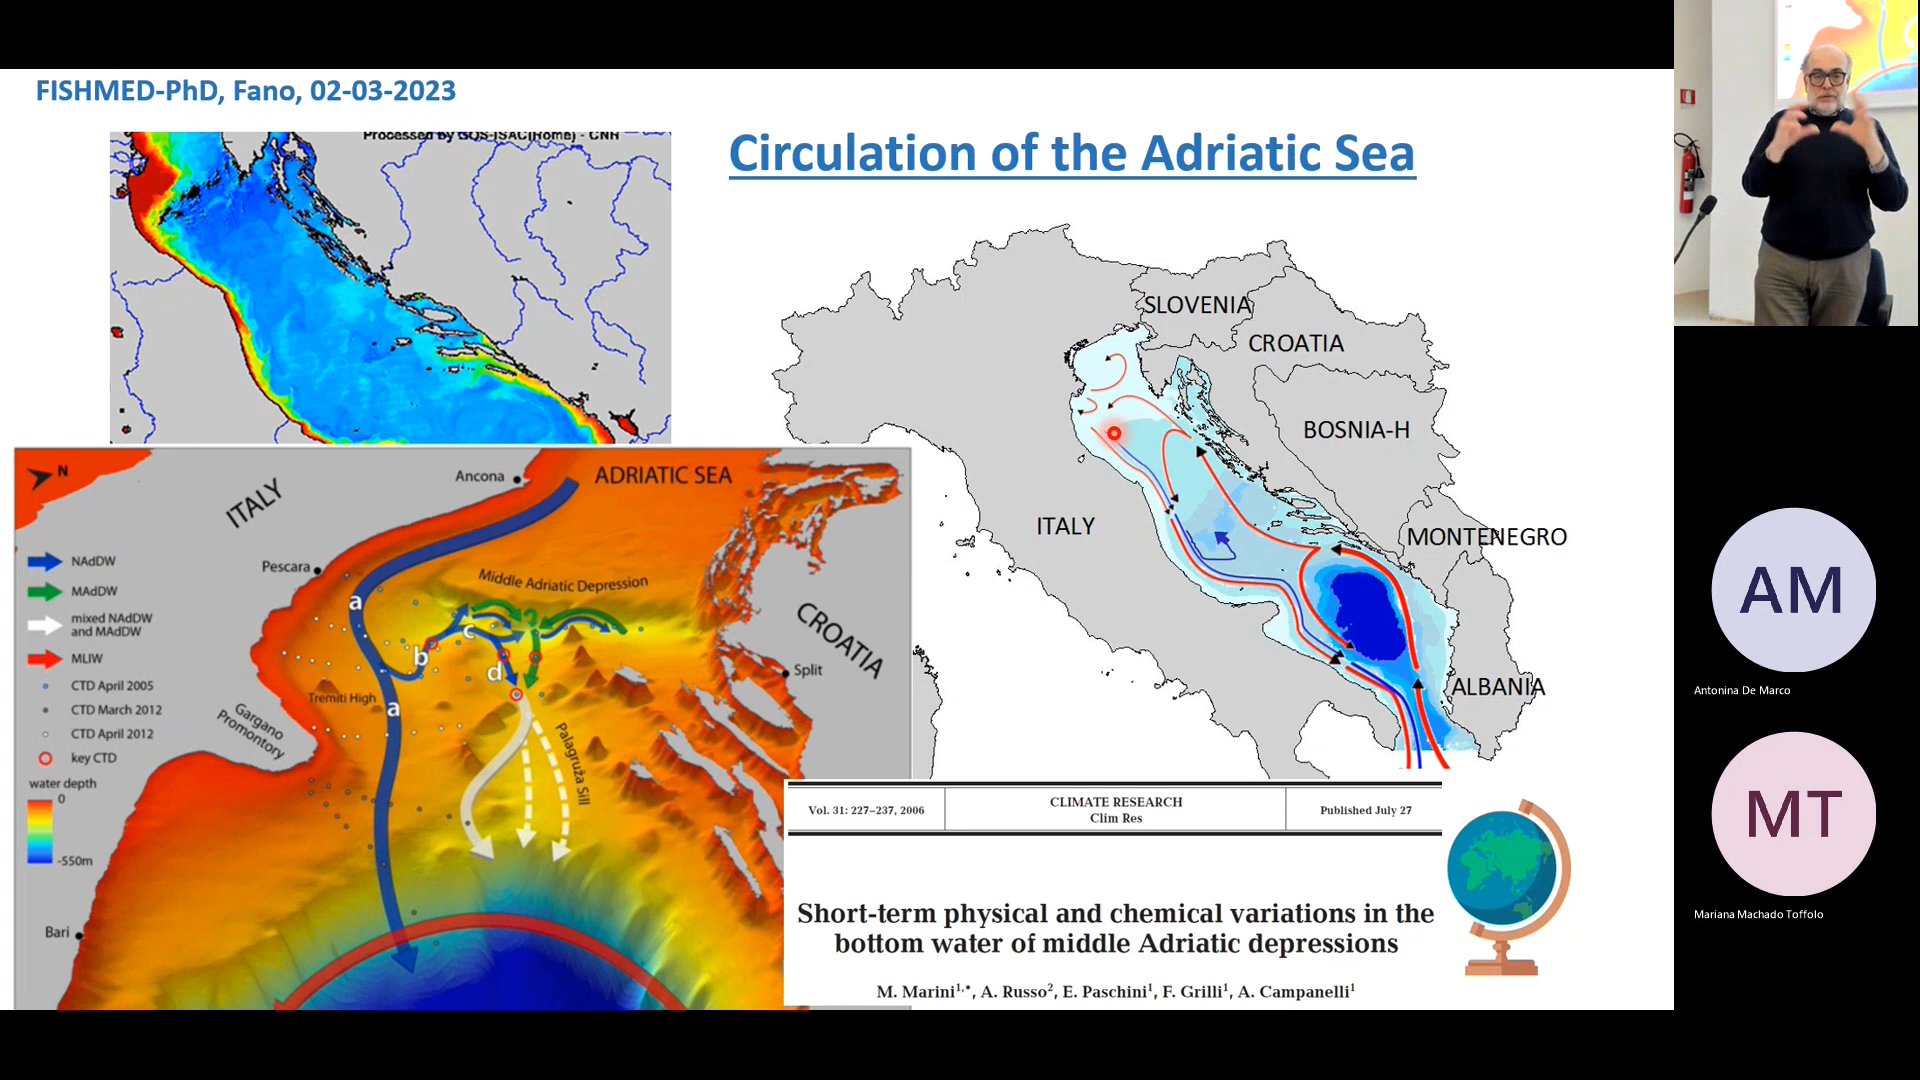 FISHMED-PhD, Fano, 02-03-2023
Processed by GOS-ISAC(Rome) - CNR
Circulation of the Adriatic Sea
SLOVENIA
CROATIA
BOSNIA-H
ITALY
MONTENEGRO
ALBANIA
N
ITALY
Ancona
ADRIATIC SEA
NAdDW
MAdDW
mixed NAdDW
and MAdDW
MLIW
CTD April 2005
CTD March 2012
CTD April 2012
key CTD
water depth
0
-550m
Pescara
Middle Adriatic Depression
CROATIA
Split
a
b
c
d
a
Tremiti High
Gargano
Promontory
Palagruža Sill
Bari
Vol. 31: 227–237, 2006
CLIMATE RESEARCH
Clim Res
Published July 27
Short-term physical and chemical variations in the
bottom water of middle Adriatic depressions
M. Marini1,*, A. Russo2, E. Paschini1, F. Grilli1, A. Campanelli1
AM
Antonina De Marco
MT
Mariana Machado Toffolo